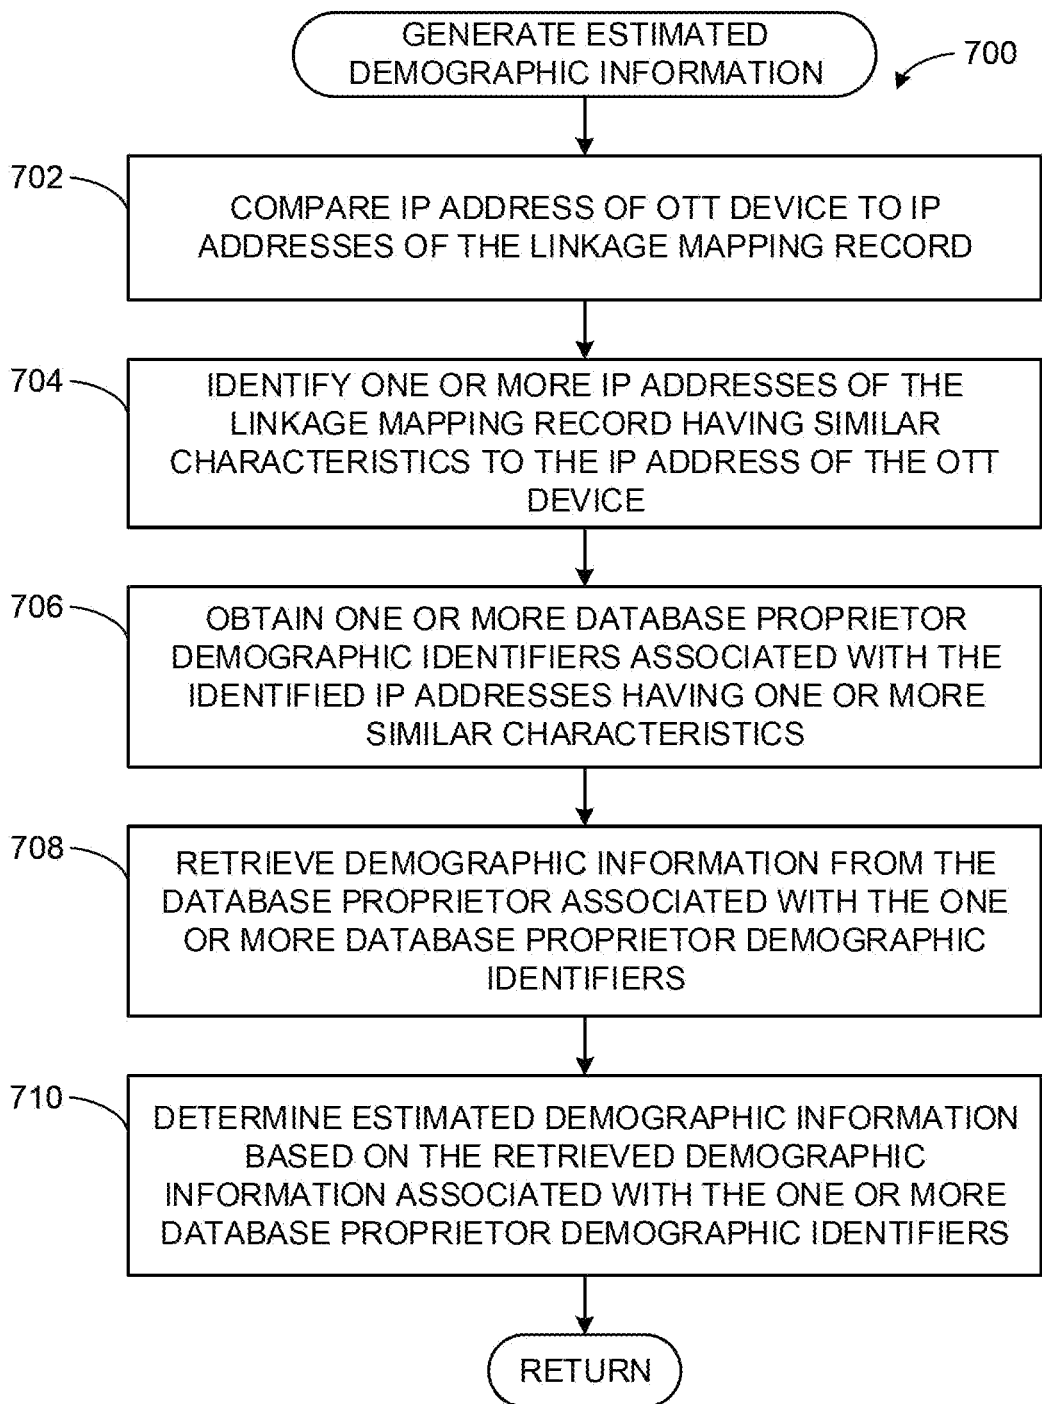 GENERATE ESTIMATED
DEMOGRAPHIC INFORMATION
700
702
COMPARE IP ADDRESS OF OTT DEVICE TO IP
ADDRESSES OF THE LINKAGE MAPPING RECORD
704
IDENTIFY ONE OR MORE IP ADDRESSES OF THE
LINKAGE MAPPING RECORD HAVING SIMILAR
CHARACTERISTICS TO THE IP ADDRESS OF THE OTT
DEVICE
706
OBTAIN ONE OR MORE DATABASE PROPRIETOR
DEMOGRAPHIC IDENTIFIERS ASSOCIATED WITH THE
IDENTIFIED IP ADDRESSES HAVING ONE OR MORE
SIMILAR CHARACTERISTICS
708
RETRIEVE DEMOGRAPHIC INFORMATION FROM THE
DATABASE PROPRIETOR ASSOCIATED WITH THE ONE
OR MORE DATABASE PROPRIETOR DEMOGRAPHIC
IDENTIFIERS
710
DETERMINE ESTIMATED DEMOGRAPHIC INFORMATION
BASED ON THE RETRIEVED DEMOGRAPHIC
INFORMATION ASSOCIATED WITH THE ONE OR MORE
DATABASE PROPRIETOR DEMOGRAPHIC IDENTIFIERS
RETURN